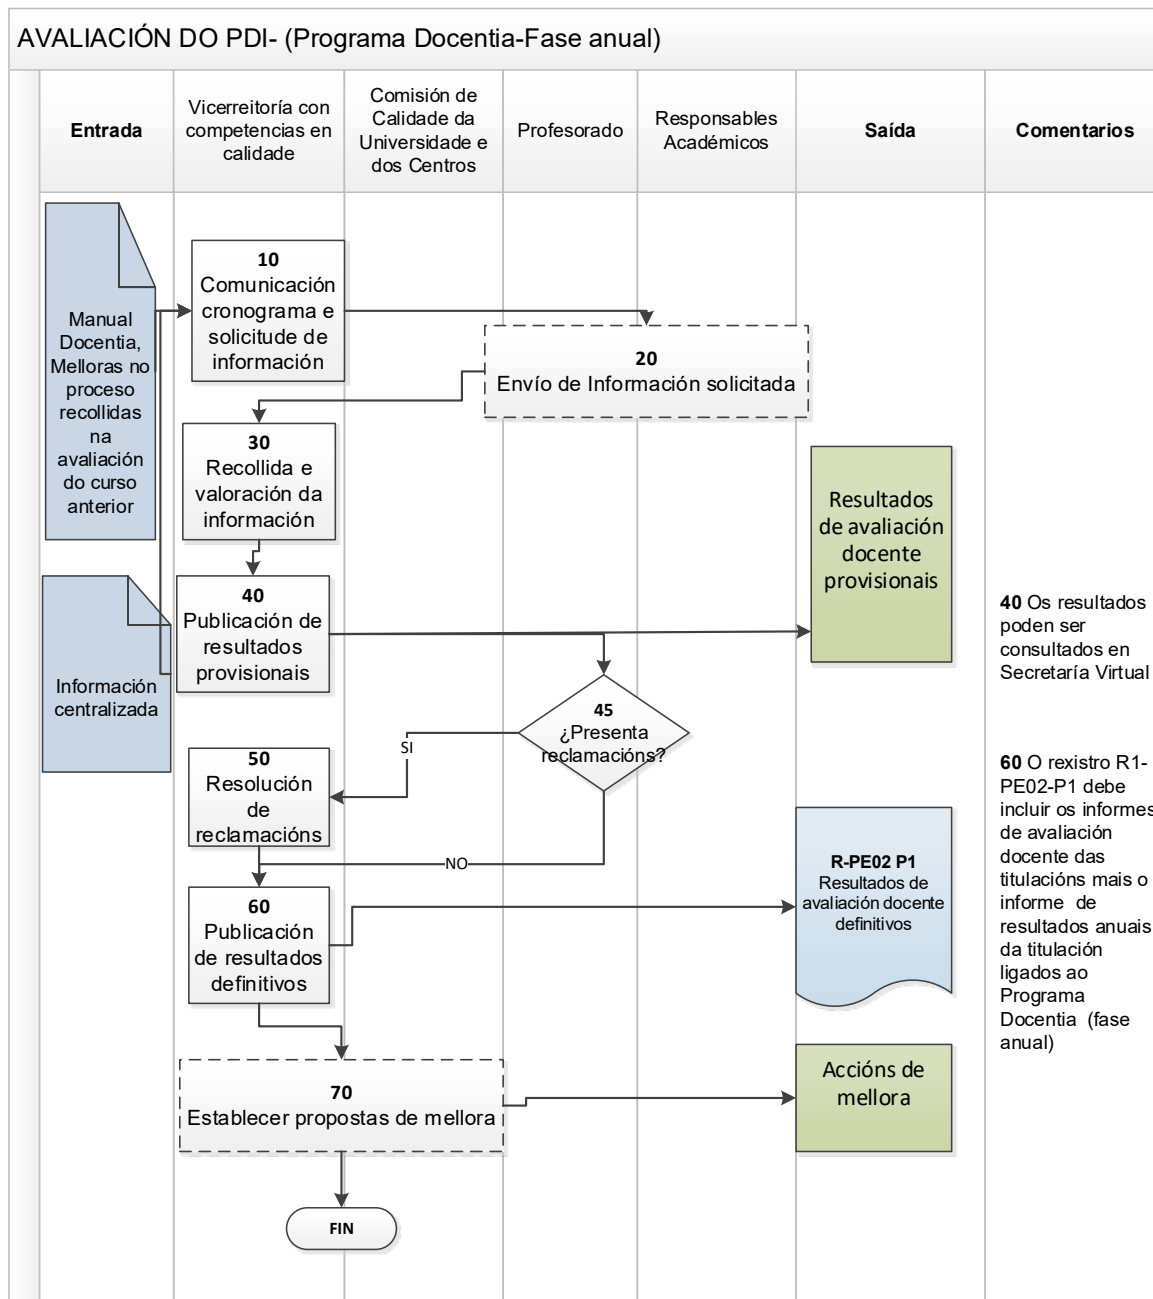 AVALIACIÓN DO PDI- (Programa Docentia-Fase anual)
Entrada
Vicerreitoría con
competencias en
calidade
Comisión de
Calidade da
Universidade e
dos Centros
Profesorado
Responsables
Académicos
Saída
Comentarios
Manual
Docentia,
Melloras no
proceso
recollidas
na
avaliación
do curso
anterior
10
Comunicación
cronograma e
solicitude de
información
20
Envío de Información solicitada
30
Recollida e
valoración da
información
Resultados
de avaliación
docente
provisionais
Información
centralizada
40
Publicación de
resultados
provisionais
40 Os resultados
poden ser
consultados en
Secretaría Virtual
45
¿Presenta
reclamacións?
SI
50
Resolución
de
reclamacións
NO
60
Publicación
de resultados
definitivos
R-PE02 P1
Resultados de
avaliación docente
definitivos
60 O rexistro R1-
PE02-P1 debe
incluir os informes
de avaliación
docente das
titulacións mais o
informe de
resultados anuais
da titulación
ligados ao
Programa
Docentia (fase
anual)
70
Establecer propostas de mellora
Accións de
mellora
FIN